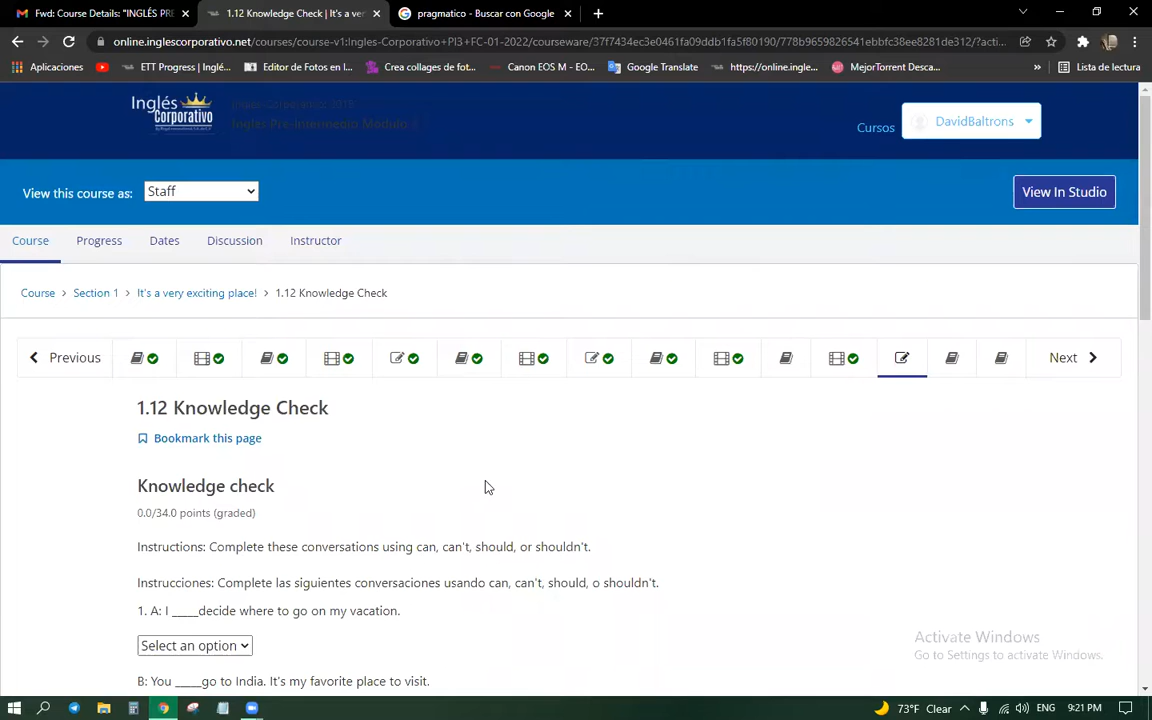 Fwd: Course Details: "INGLÉS PRE
1.12 Knowledge Check | It's a ver
pragmatico - Buscar con Google
online.inglescorporativo.net/courses/course-v1:Ingles-Corporativo+PI3+FC-01-2022/courseware/37f7434ec3e0461fa09ddb1fa5f80190/778b9659826541ebbfc38ee8281de312/?acti...
Aplicaciones
ETT Progress | Inglé...
Editor de Fotos en l...
Crea collages de fot...
Canon EOS M - EO...
Google Translate
https://online.ingle...
MejorTorrent Desca...
Lista de lectura
Inglés Corporativo
Cursos
DavidBaltrons
View this course as:
Staff
View In Studio
Course Progress Dates Discussion Instructor
Course > Section 1 > It's a very exciting place! > 1.12 Knowledge Check
Previous
Next
1.12 Knowledge Check
Bookmark this page
Knowledge check
0.0/34.0 points (graded)
Instructions: Complete these conversations using can, can't, should, or shouldn't.
Instrucciones: Complete las siguientes conversaciones usando can, can't, should, o shouldn't.
1. A: I _____decide where to go on my vacation.
Select an option
B: You _____go to India. It's my favorite place to visit.
Activate Windows
Go to Settings to activate Windows.
73°F Clear
ENG
9:21 PM